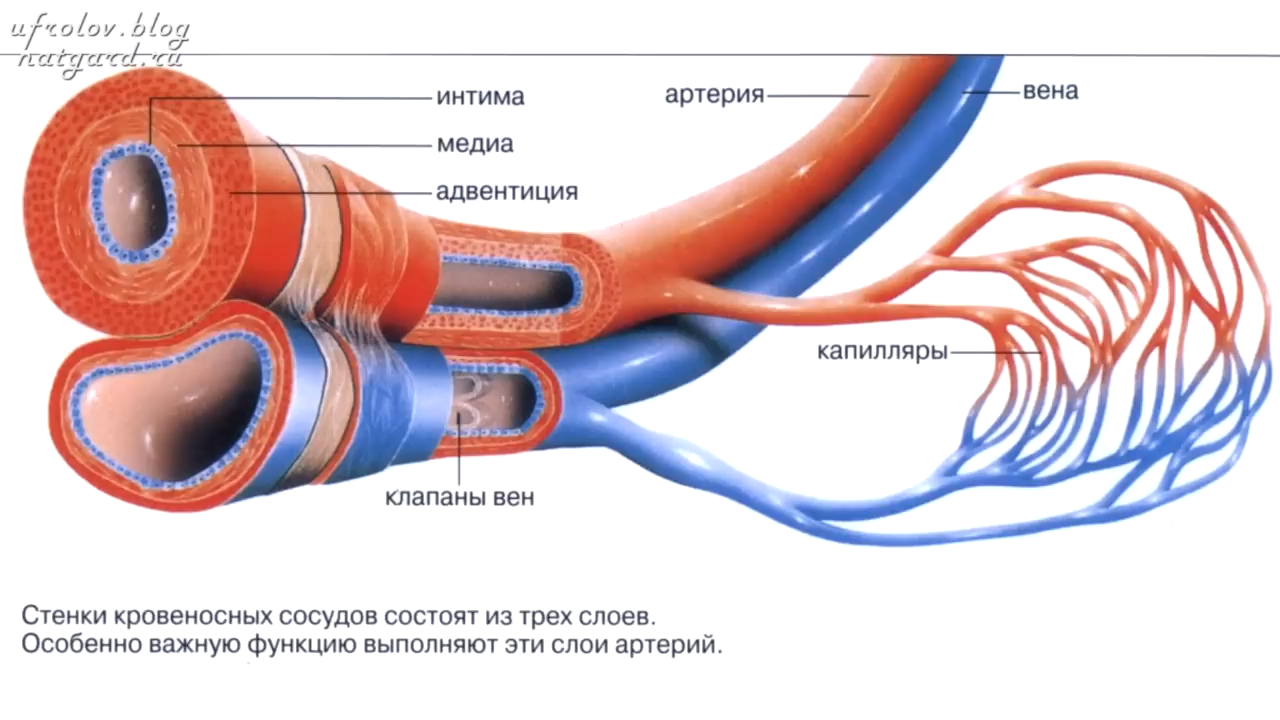 ufrolov.blog
natgard.ru
интима
артерия
вена
медиа
адвентиция
капилляры
клапаны вен
Стенки кровеносных сосудов состоят из трех слоев.
Особенно важную функцию выполняют эти слои артерий.